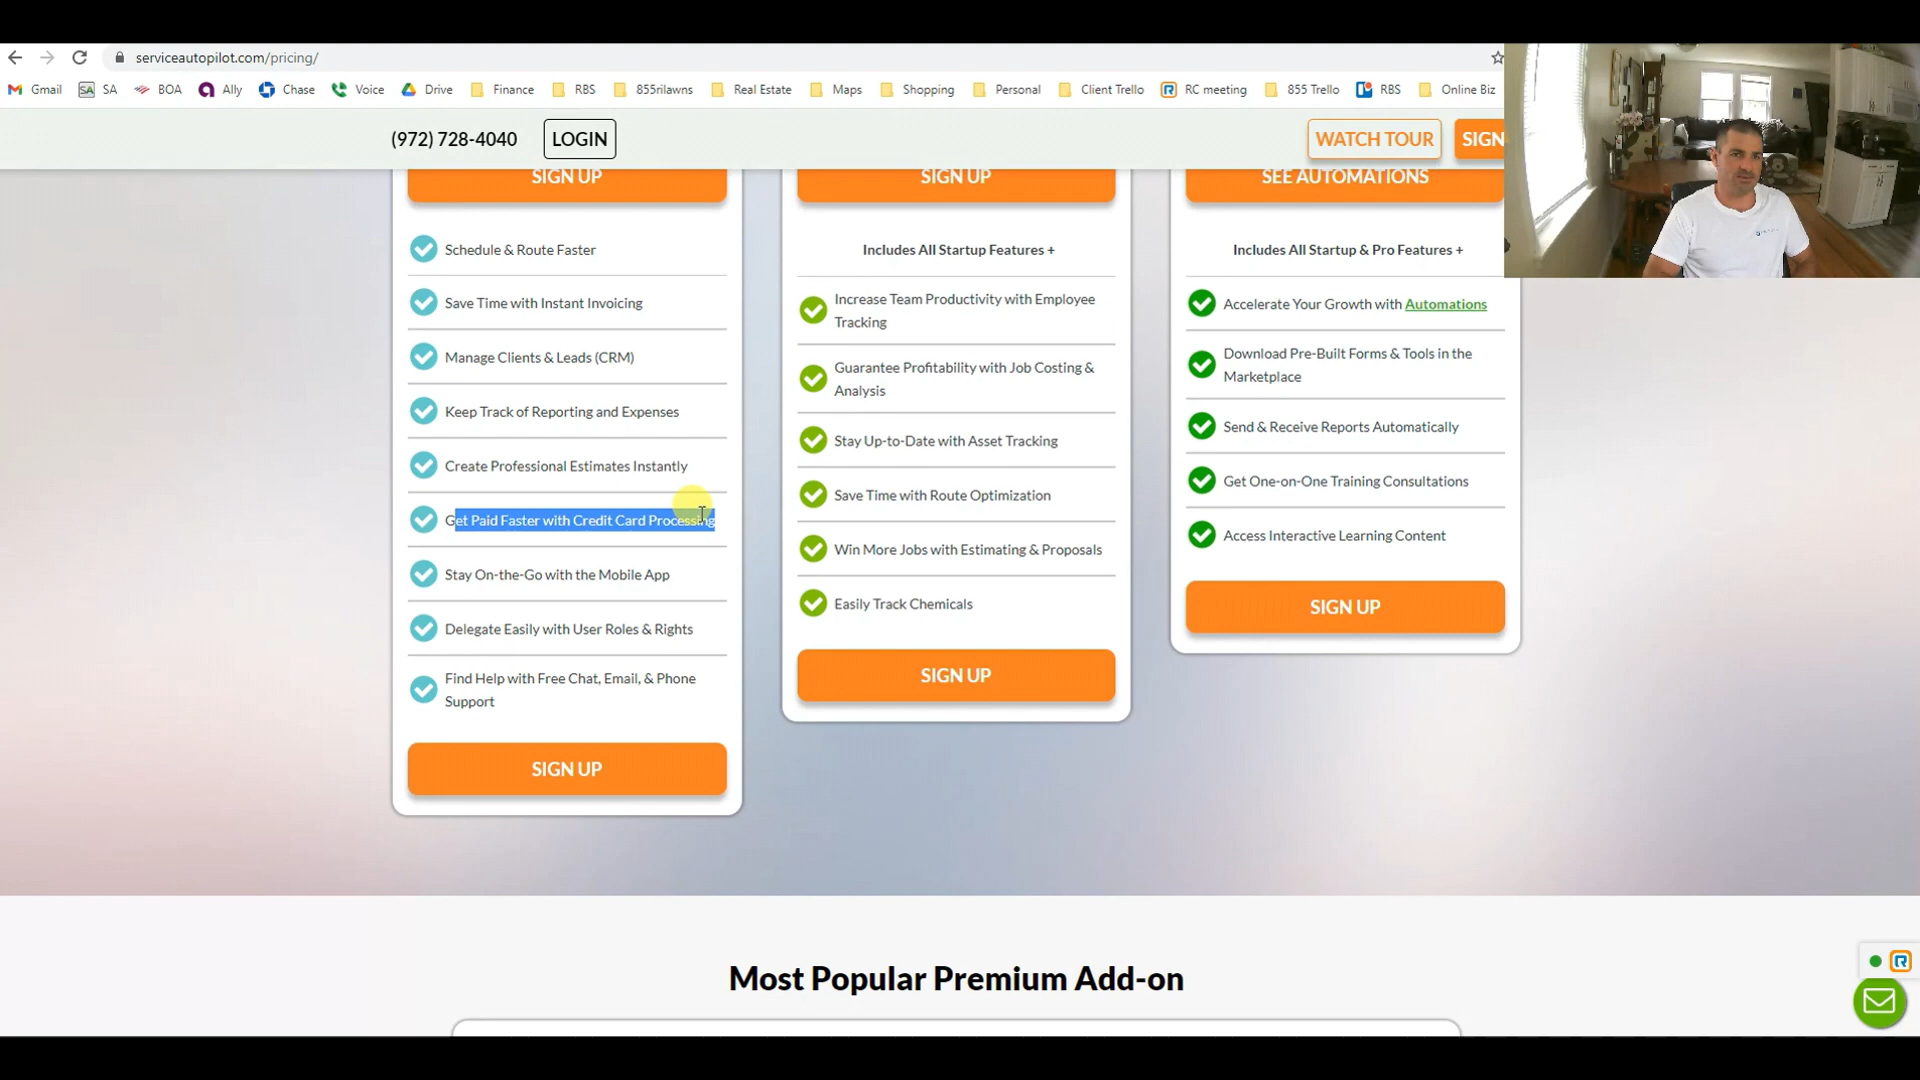 serviceautopilot.com/pricing/
Gmail SA BOA Ally Chase Voice Drive Finance RBS 855rilawns Real Estate Maps Shopping Personal Client Trello RC meeting 855 Trello RBS Online Biz
(972) 728-4040 LOGIN WATCH TOUR SIGN
SIGN UP
Schedule & Route Faster
Save Time with Instant Invoicing
Manage Clients & Leads (CRM)
Keep Track of Reporting and Expenses
Create Professional Estimates Instantly
Get Paid Faster with Credit Card Processing
Stay On-the-Go with the Mobile App
Delegate Easily with User Roles & Rights
Find Help with Free Chat, Email, & Phone
Support
SIGN UP
SIGN UP
Includes All Startup Features +
Increase Team Productivity with Employee
Tracking
Guarantee Profitability with Job Costing &
Analysis
Stay Up-to-Date with Asset Tracking
Save Time with Route Optimization
Win More Jobs with Estimating & Proposals
Easily Track Chemicals
SIGN UP
SEE AUTOMATIONS
Includes All Startup & Pro Features +
Accelerate Your Growth with Automations
Download Pre-Built Forms & Tools in the
Marketplace
Send & Receive Reports Automatically
Get One-on-One Training Consultations
Access Interactive Learning Content
SIGN UP
Most Popular Premium Add-on